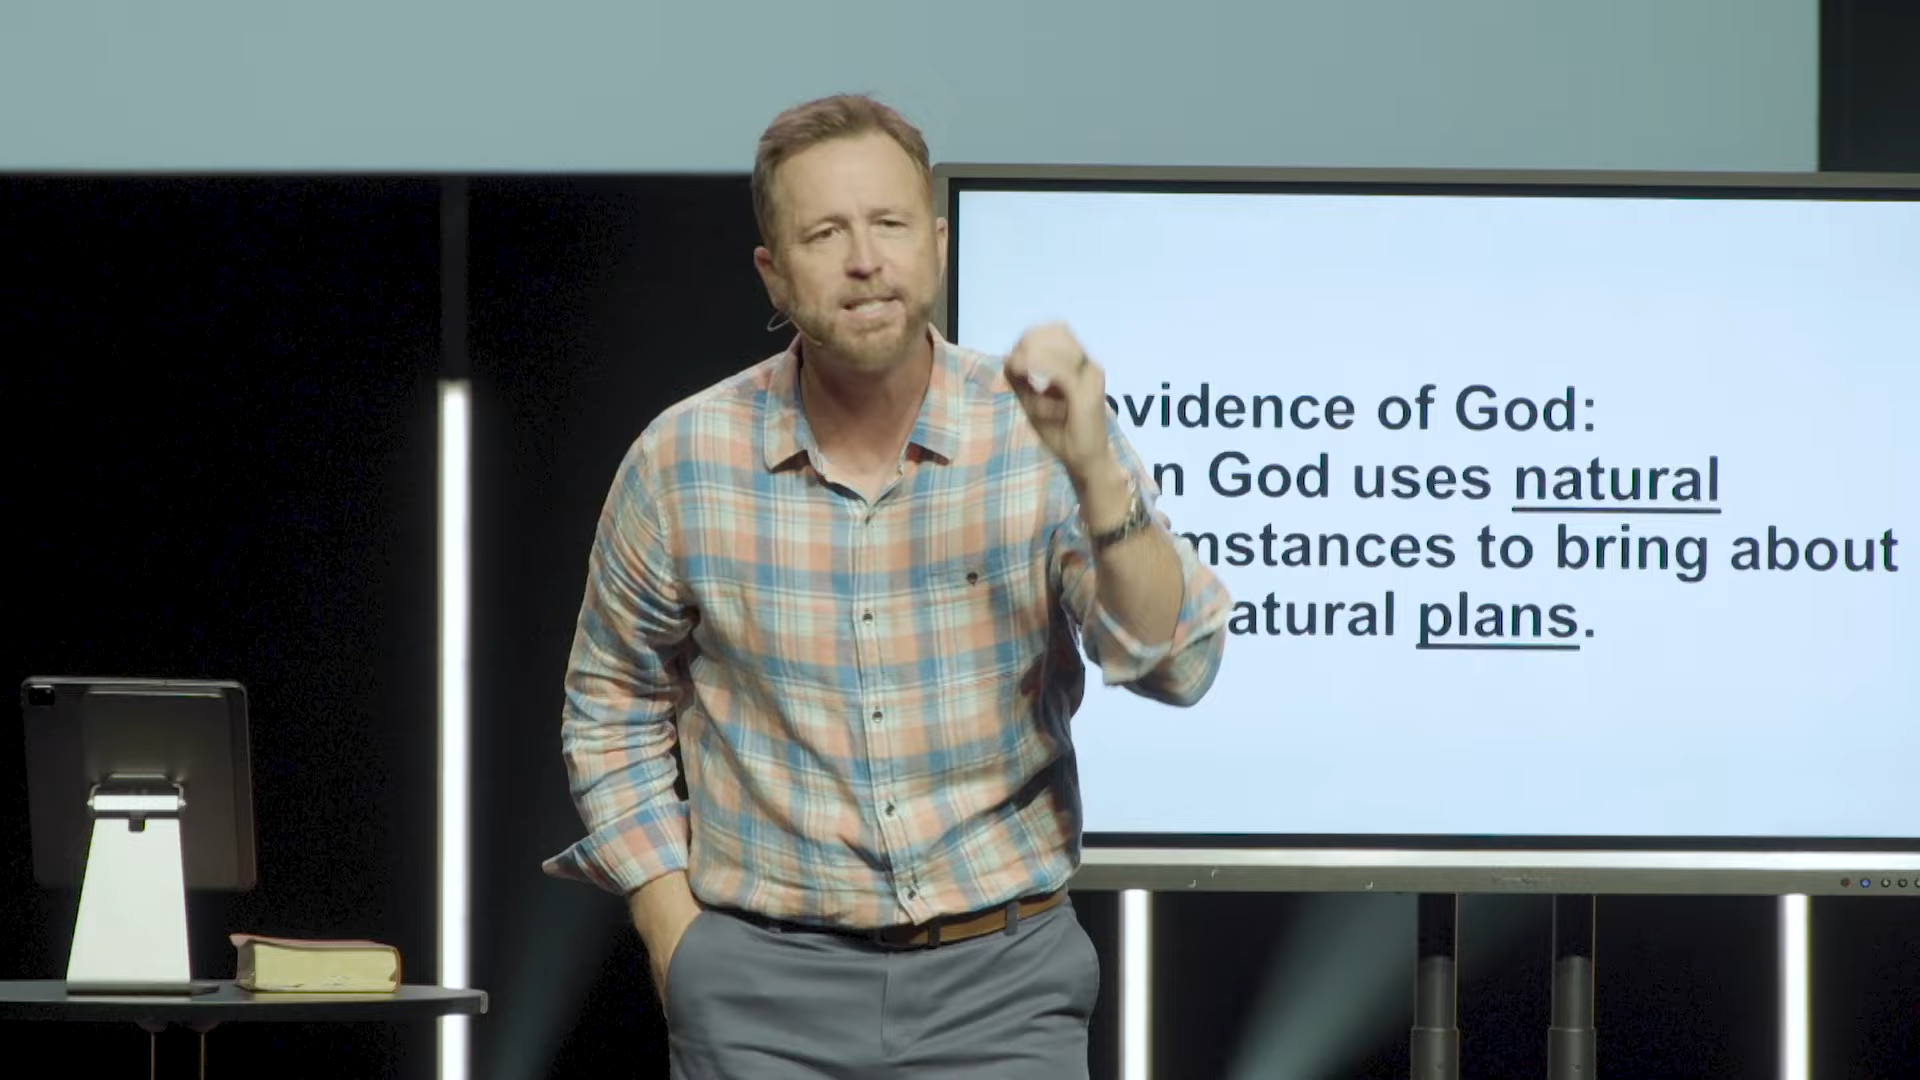 ovidence of God:
n God uses natural
mstances to bring about
atural plans.